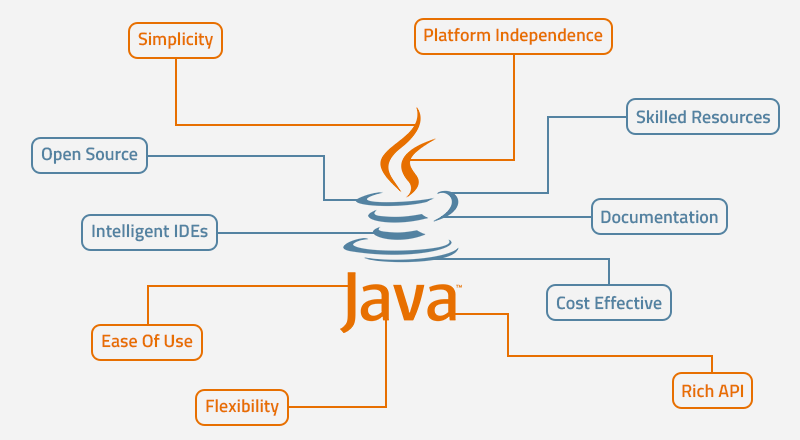 Simplicity
Platform Independence
Skilled Resources
Open Source
Documentation
Intelligent IDEs
Java™
Cost Effective
Ease Of Use
Rich API
Flexibility